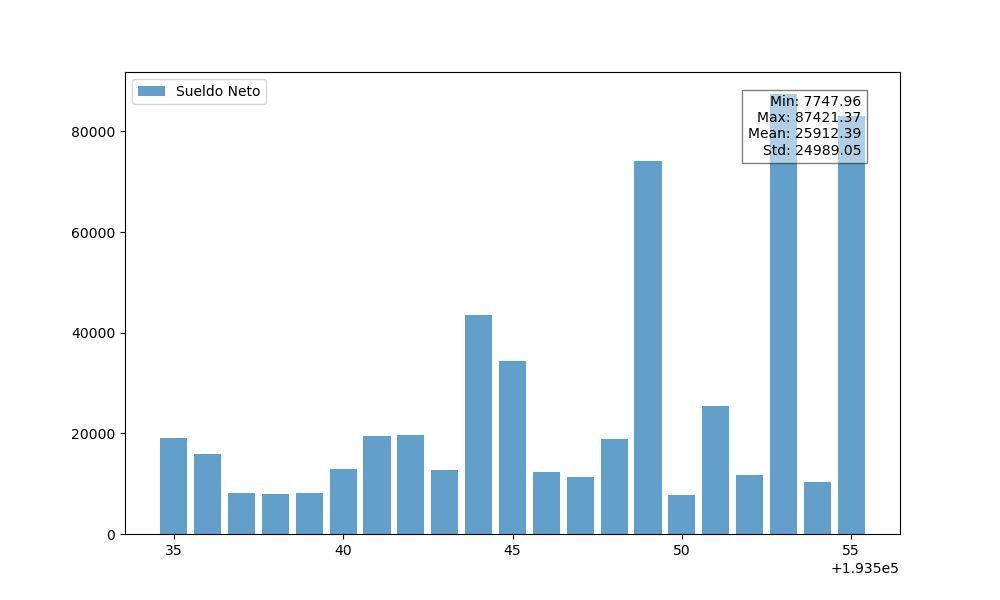 Sueldo Neto
Min: 7747.96
Max: 87421.37
Mean: 25912.39
Std: 24989.05
80000
60000
40000
20000
0
35 40 45 50 55
+1.935e5